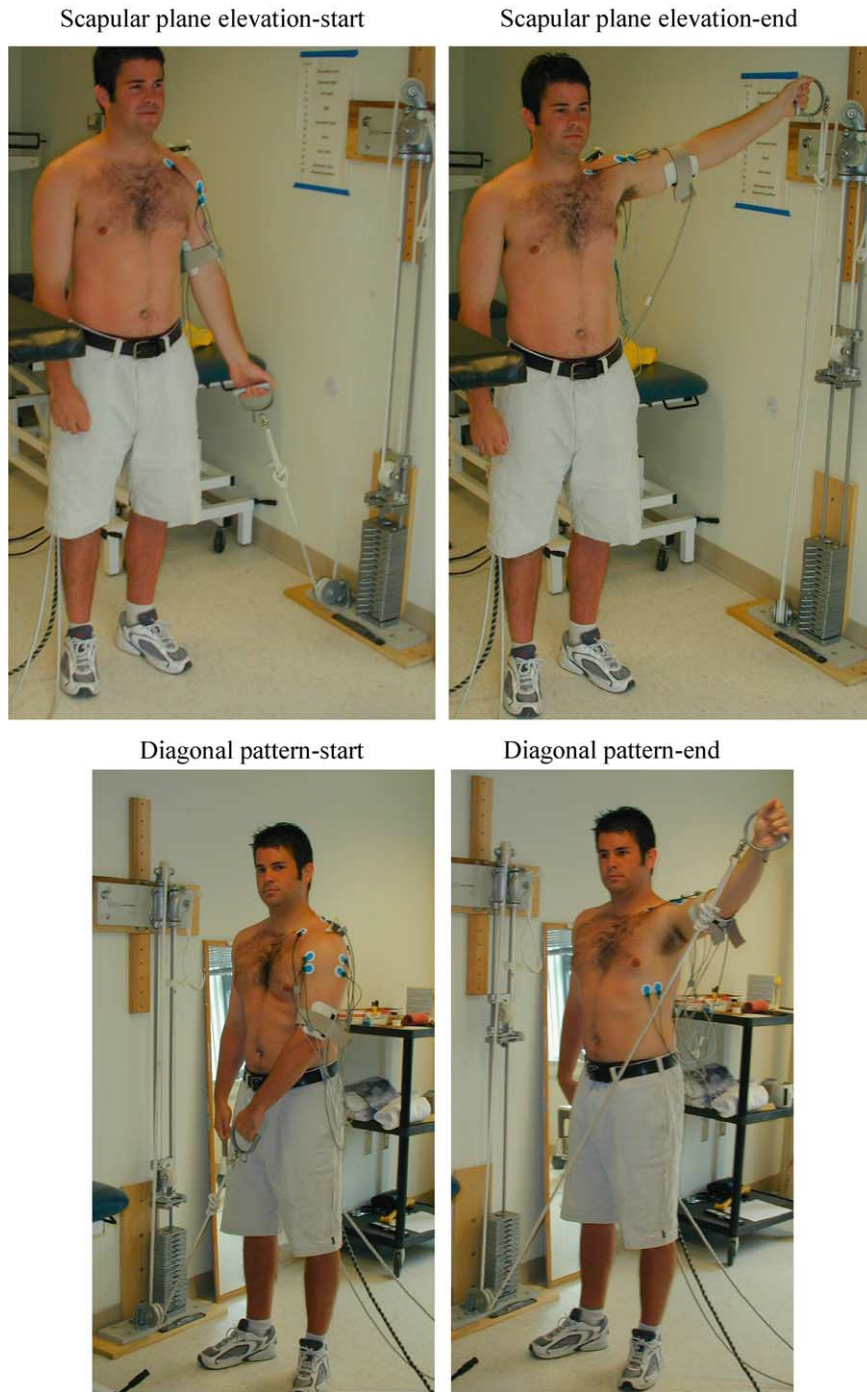 Scapular plane elevation-start
Scapular plane elevation-end
Diagonal pattern-start
Diagonal pattern-end